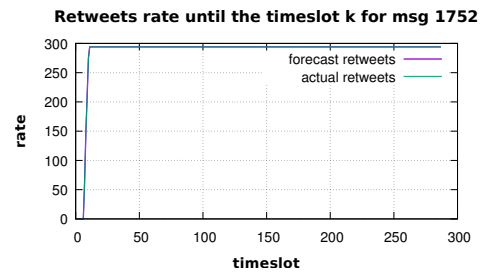 Retweets rate until the timeslot k for msg 1752
300
250
200
150
100
50
0
rate
forecast retweets
actual retweets
0 50 100 150 200 250 300
timeslot